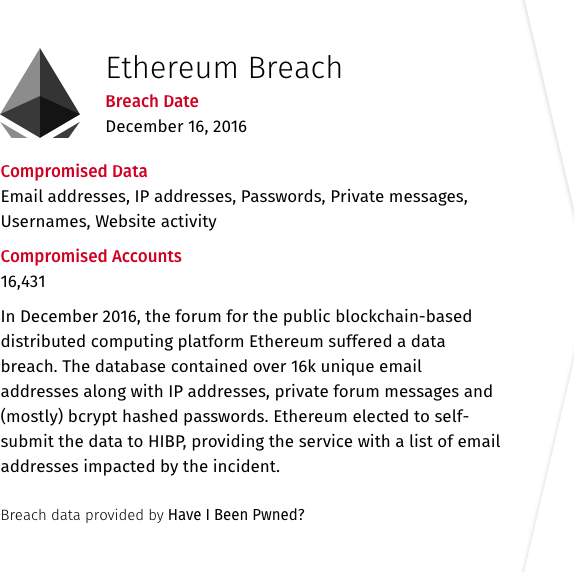 Ethereum Breach
Breach Date
December 16, 2016
Compromised Data
Email addresses, IP addresses, Passwords, Private messages,
Usernames, Website activity
Compromised Accounts
16,431
In December 2016, the forum for the public blockchain-based
distributed computing platform Ethereum suffered a data
breach. The database contained over 16k unique email
addresses along with IP addresses, private forum messages and
(mostly) bcrypt hashed passwords. Ethereum elected to self-
submit the data to HIBP, providing the service with a list of email
addresses impacted by the incident.
Breach data provided by Have I Been Pwned?